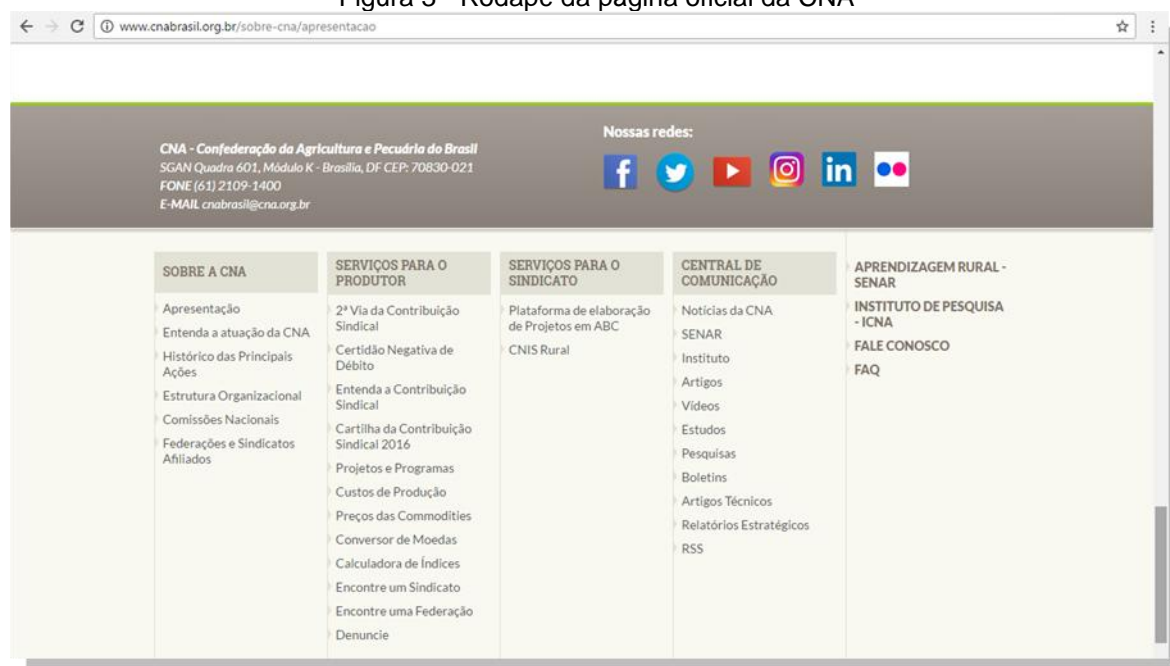 Figura 3 - Rodapé da página oficial da CNA
www.cnabrasil.org.br/sobre-cna/apresentacao
CNA - Confederação da Agricultura e Pecuária do Brasil
SGAN Quadra 601, Módulo K - Brasília, DF CEP: 70830-021
FONE (61) 2109-1400
E-MAIL cnabrasil@cna.org.br
Nossas redes:
SOBRE A CNA
Apresentação
Entenda a atuação da CNA
Histórico das Principais
Ações
Estrutura Organizacional
Comissões Nacionais
Federações e Sindicatos
Afiliados
SERVIÇOS PARA O
PRODUTOR
2ª Via da Contribuição
Sindical
Certidão Negativa de
Débito
Entenda a Contribuição
Sindical
Cartilha da Contribuição
Sindical 2016
Projetos e Programas
Custos de Produção
Preços das Commodities
Conversor de Moedas
Calculadora de Índices
Encontre um Sindicato
Encontre uma Federação
Denuncie
SERVIÇOS PARA O
SINDICATO
Plataforma de elaboração
de Projetos em ABC
CNIS Rural
CENTRAL DE
COMUNICAÇÃO
Notícias da CNA
SENAR
Instituto
Artigos
Vídeos
Estudos
Pesquisas
Boletins
Artigos Técnicos
Relatórios Estratégicos
RSS
APRENDIZAGEM RURAL -
SENAR
INSTITUTO DE PESQUISA
- ICNA
FALE CONOSCO
FAQ